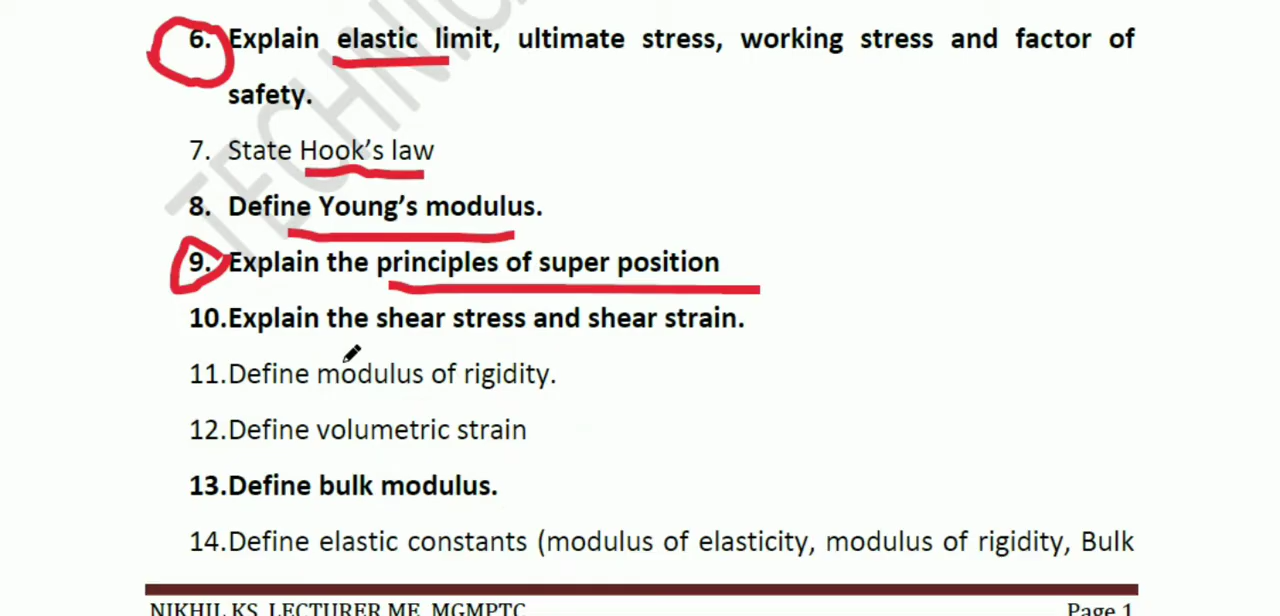 6. Explain elastic limit, ultimate stress, working stress and factor of
safety.
7. State Hook's law
8. Define Young's modulus.
9. Explain the principles of super position
10.Explain the shear stress and shear strain.
11.Define modulus of rigidity.
12.Define volumetric strain
13.Define bulk modulus.
14.Define elastic constants (modulus of elasticity, modulus of rigidity, Bulk
NIKHIL KS, LECTURER ME, MGMPTC Page 1
TECHNIC